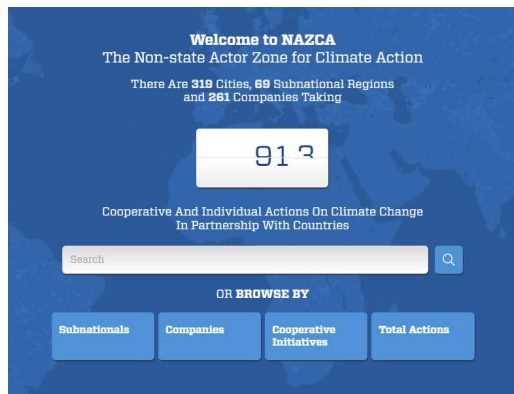 Welcome to NAZCA
The Non-state Actor Zone for Climate Action
There Are 319 Cities, 69 Subnational Regions
and 261 Companies Taking
913
Cooperative And Individual Actions On Climate Change
In Partnership With Countries
Search
OR BROWSE BY
Subnationals
Companies
Cooperative
Initiatives
Total Actions